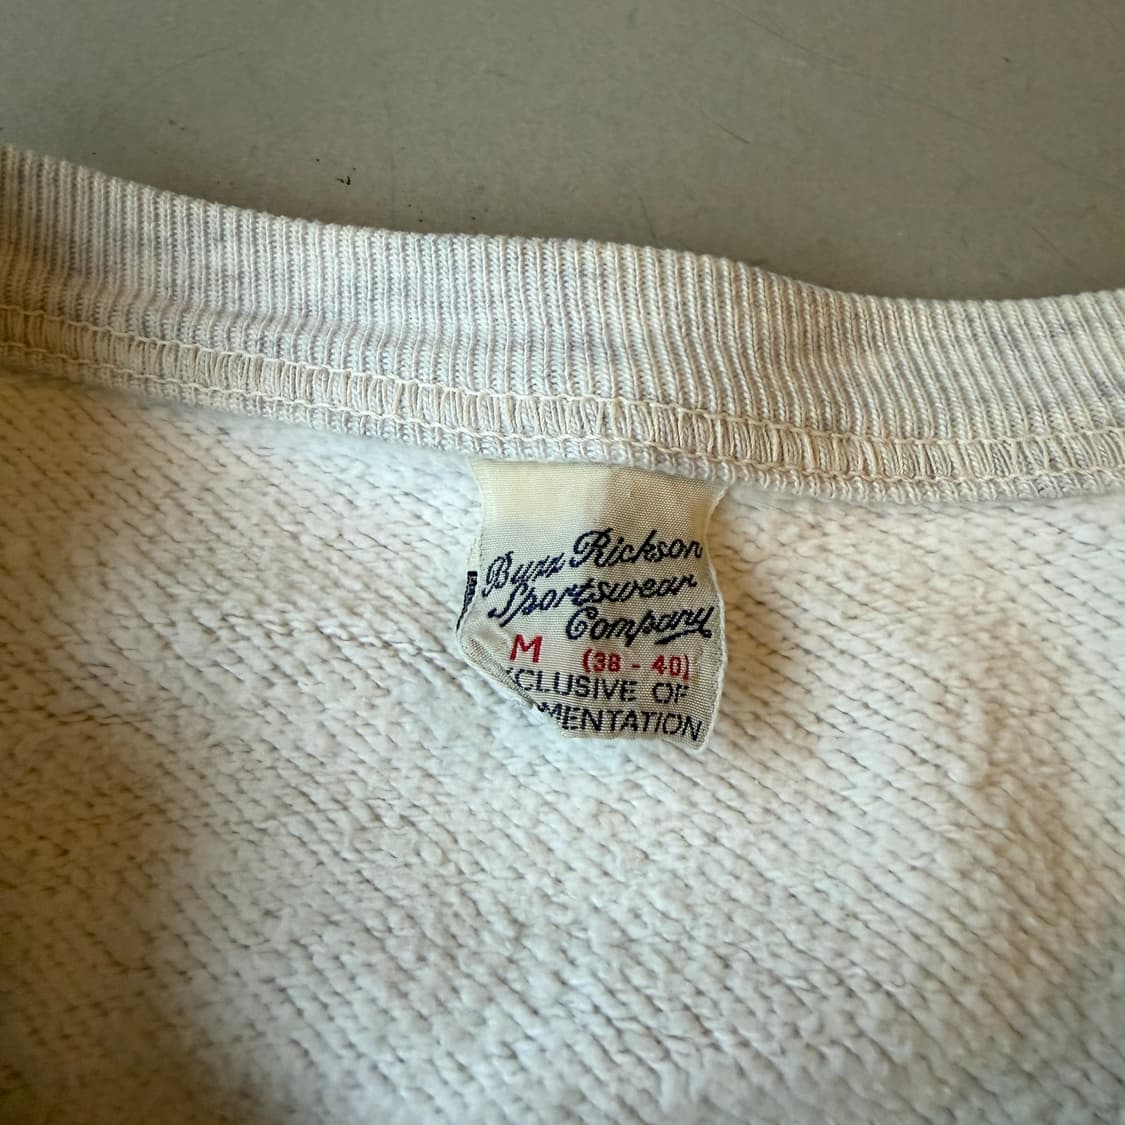 Buzz Rickson
Sportswear
Company
M (38 - 40)
XCLUSIVE OF
MENTATION